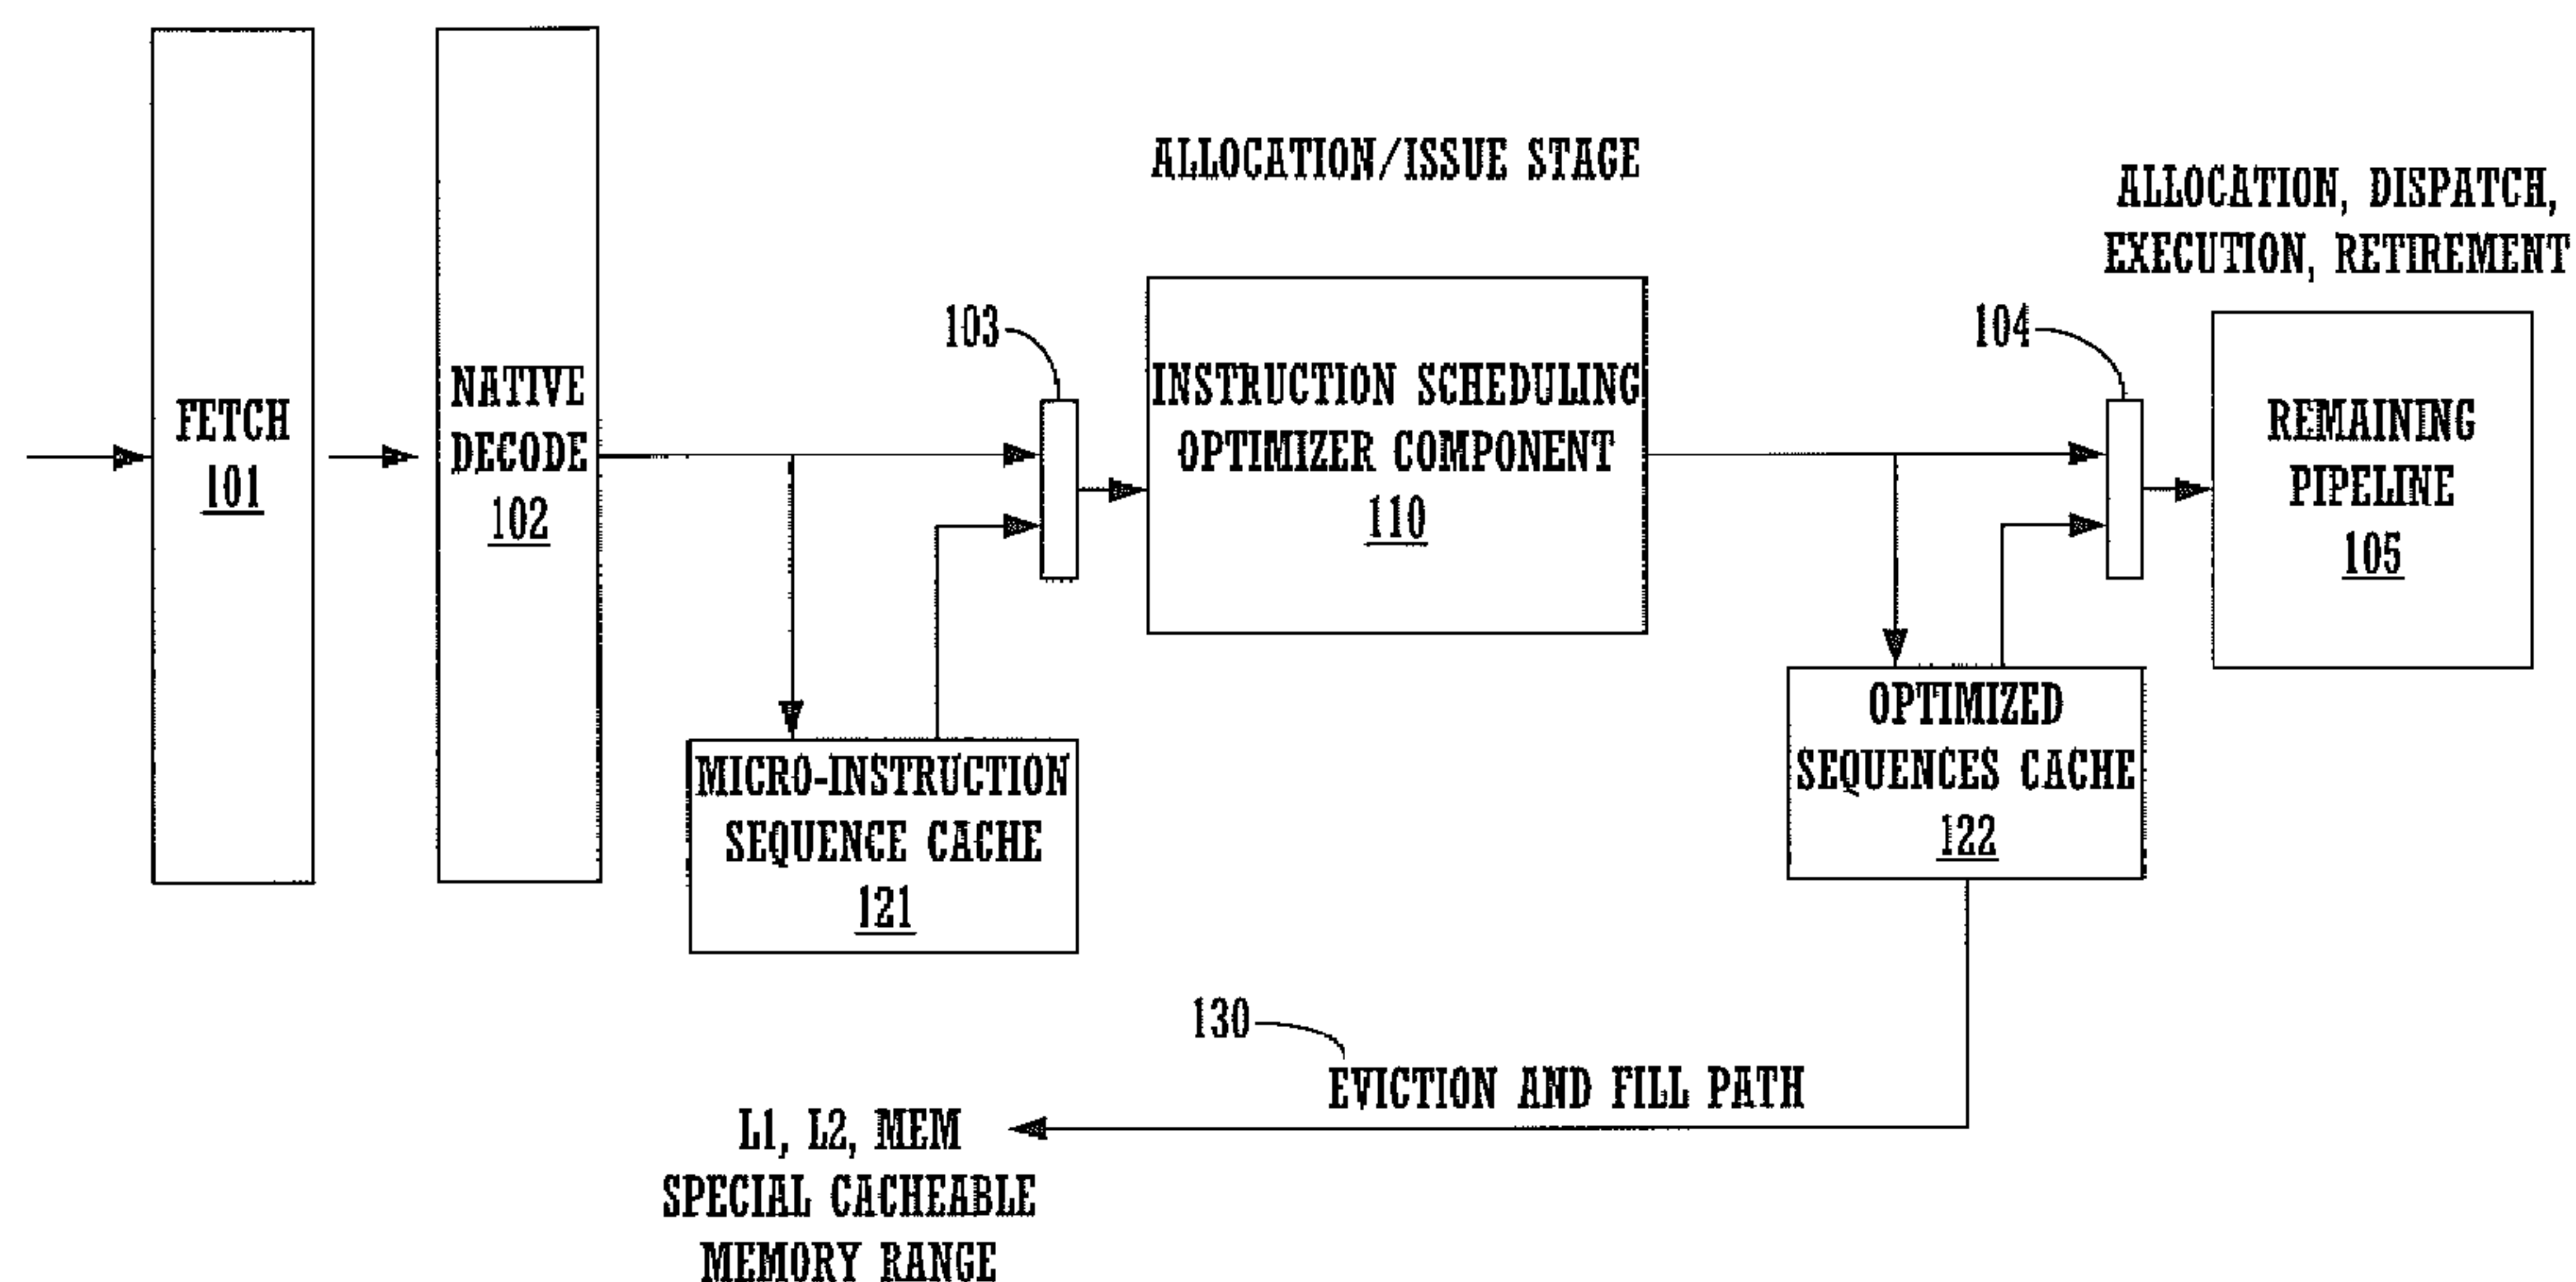 FETCH
101
NATIVE
DECODE
102
103
ALLOCATION/ISSUE STAGE
INSTRUCTION SCHEDULING
OPTIMIZER COMPONENT
110
104
ALLOCATION, DISPATCH,
EXECUTION, RETIREMENT
REMAINING
PIPELINE
105
MICRO-INSTRUCTION
SEQUENCE CACHE
121
OPTIMIZED
SEQUENCES CACHE
122
130
EVICTION AND FILL PATH
L1, L2, MEM
SPECIAL CACHEABLE
MEMORY RANGE